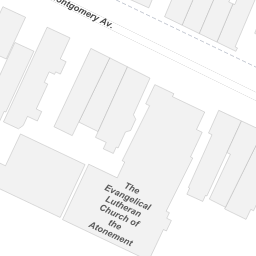 ontgomery Av.
The
Evangelical
Lutheran
Church of
the
Atonement